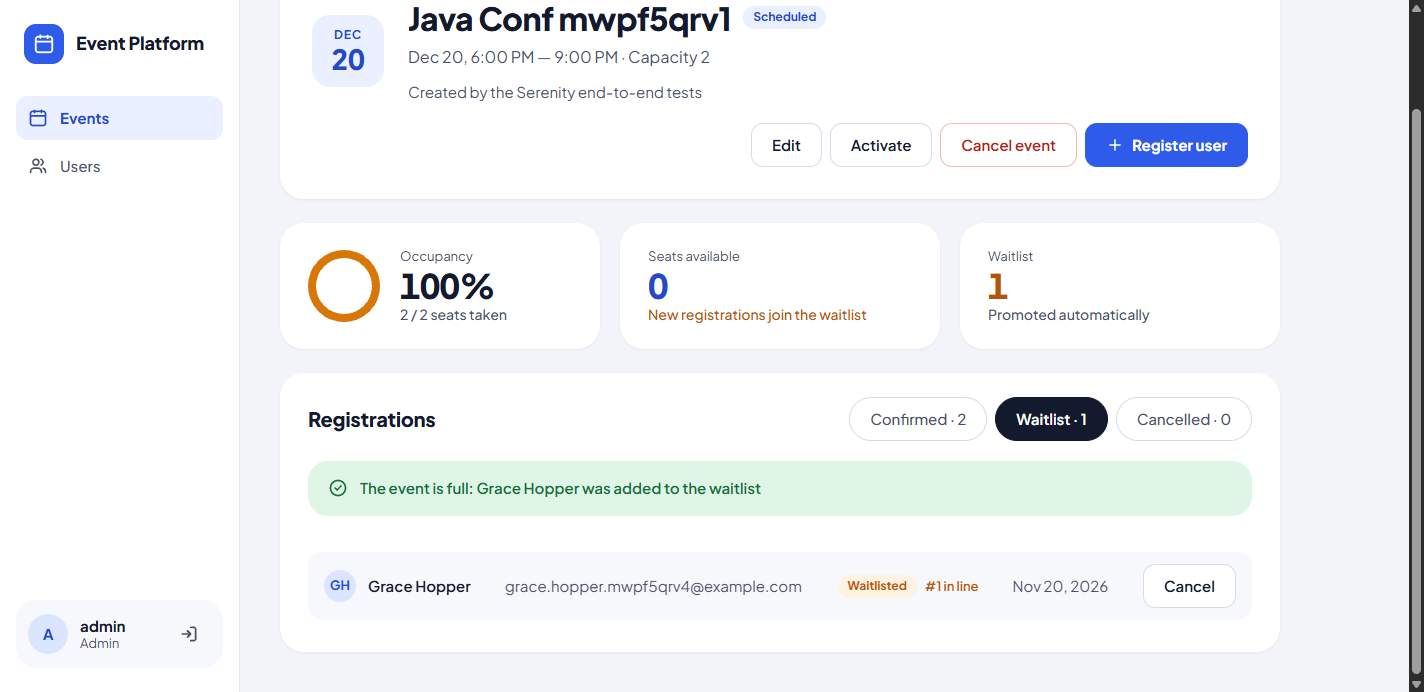 Event Platform
Events
Users
A
admin
Admin
DEC
20
Java Conf mwpf5qrv1
Scheduled
Dec 20, 6:00 PM — 9:00 PM · Capacity 2
Created by the Serenity end-to-end tests
Edit
Activate
Cancel event
Register user
Occupancy
100%
2 / 2 seats taken
Seats available
0
New registrations join the waitlist
Waitlist
1
Promoted automatically
Registrations
Confirmed · 2
Waitlist · 1
Cancelled · 0
The event is full: Grace Hopper was added to the waitlist
GH
Grace Hopper
grace.hopper.mwpf5qrv4@example.com
Waitlisted
#1 in line
Nov 20, 2026
Cancel